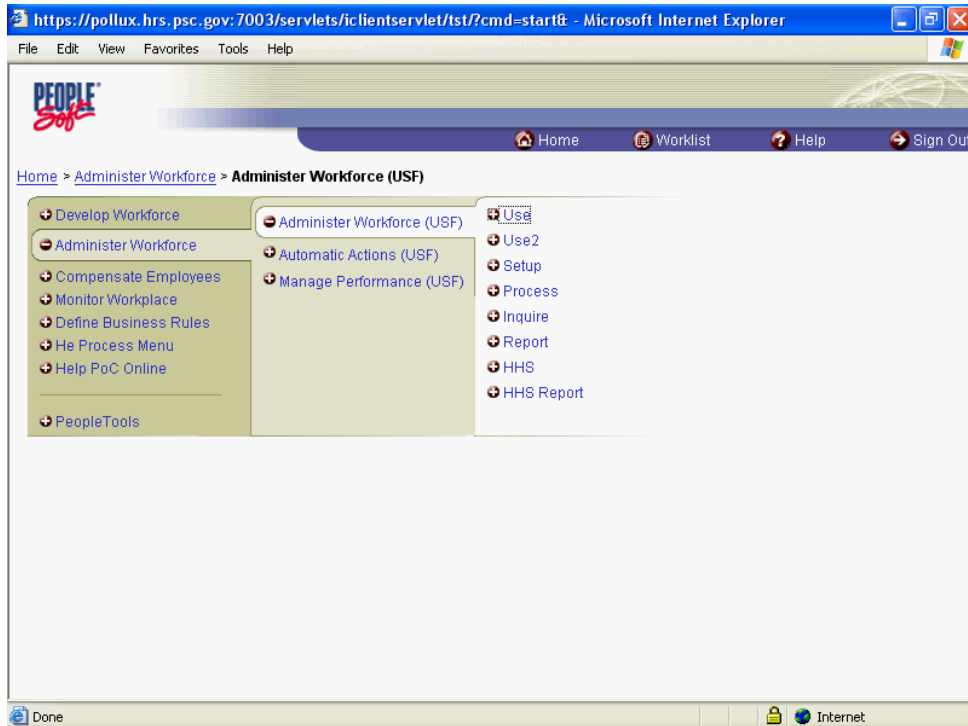 https://pollux.hrs.psc.gov:7003/servlets/iclientservlet/tst/?cmd=start& - Microsoft Internet Explorer
File Edit View Favorites Tools Help
PEOPLE
Soft
Home Worklist Help Sign Out
Home > Administer Workforce > Administer Workforce (USF)
Develop Workforce
Administer Workforce
Compensate Employees
Monitor Workplace
Define Business Rules
He Process Menu
Help PoC Online
PeopleTools
Administer Workforce (USF)
Automatic Actions (USF)
Manage Performance (USF)
Use
Use2
Setup
Process
Inquire
Report
HHS
HHS Report
Done Internet